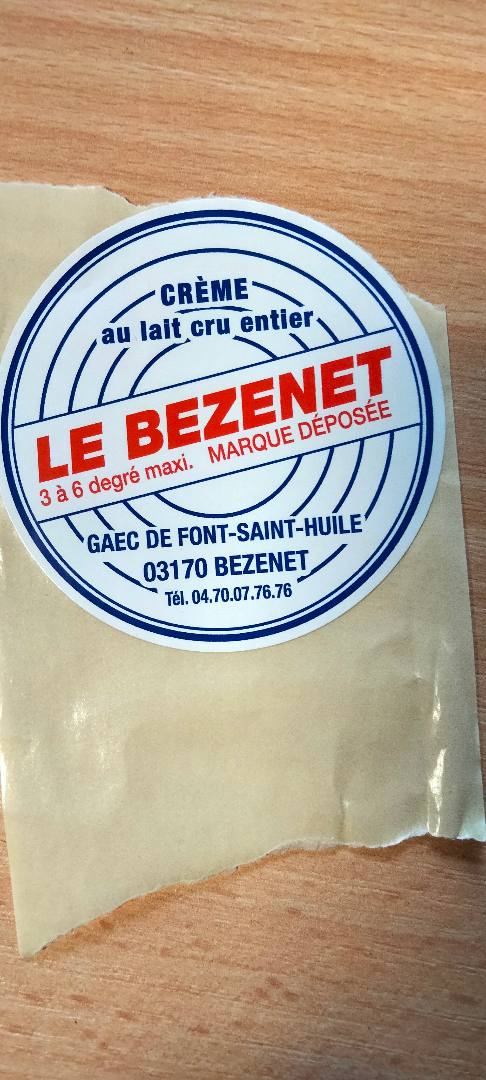 CRÈME
au lait cru entier
LE BEZENET
3 à 6 degré maxi. MARQUE DÉPOSÉE
GAEC DE FONT-SAINT-HUILE
03170 BEZENET
Tél. 04.70.07.76.76